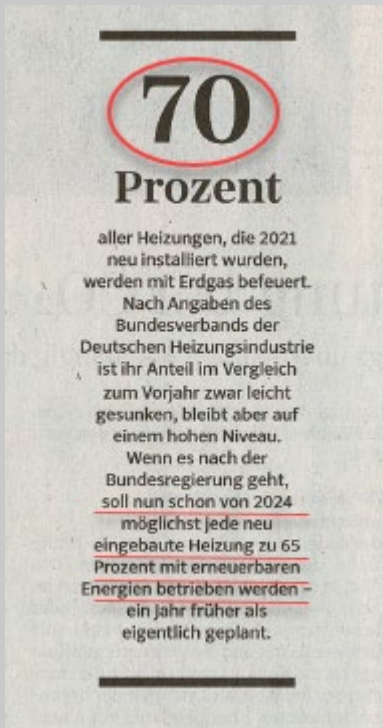 70
Prozent
aller Heizungen, die 2021
neu installiert wurden,
werden mit Erdgas befeuert.
Nach Angaben des
Bundesverbands der
Deutschen Heizungsindustrie
ist ihr Anteil im Vergleich
zum Vorjahr zwar leicht
gesunken, bleibt aber auf
einem hohen Niveau.
Wenn es nach der
Bundesregierung geht,
soll nun schon von 2024
möglichst jede neu
eingebaute Heizung zu 65
Prozent mit erneuerbaren
Energien betrieben werden –
ein Jahr früher als
eigentlich geplant.